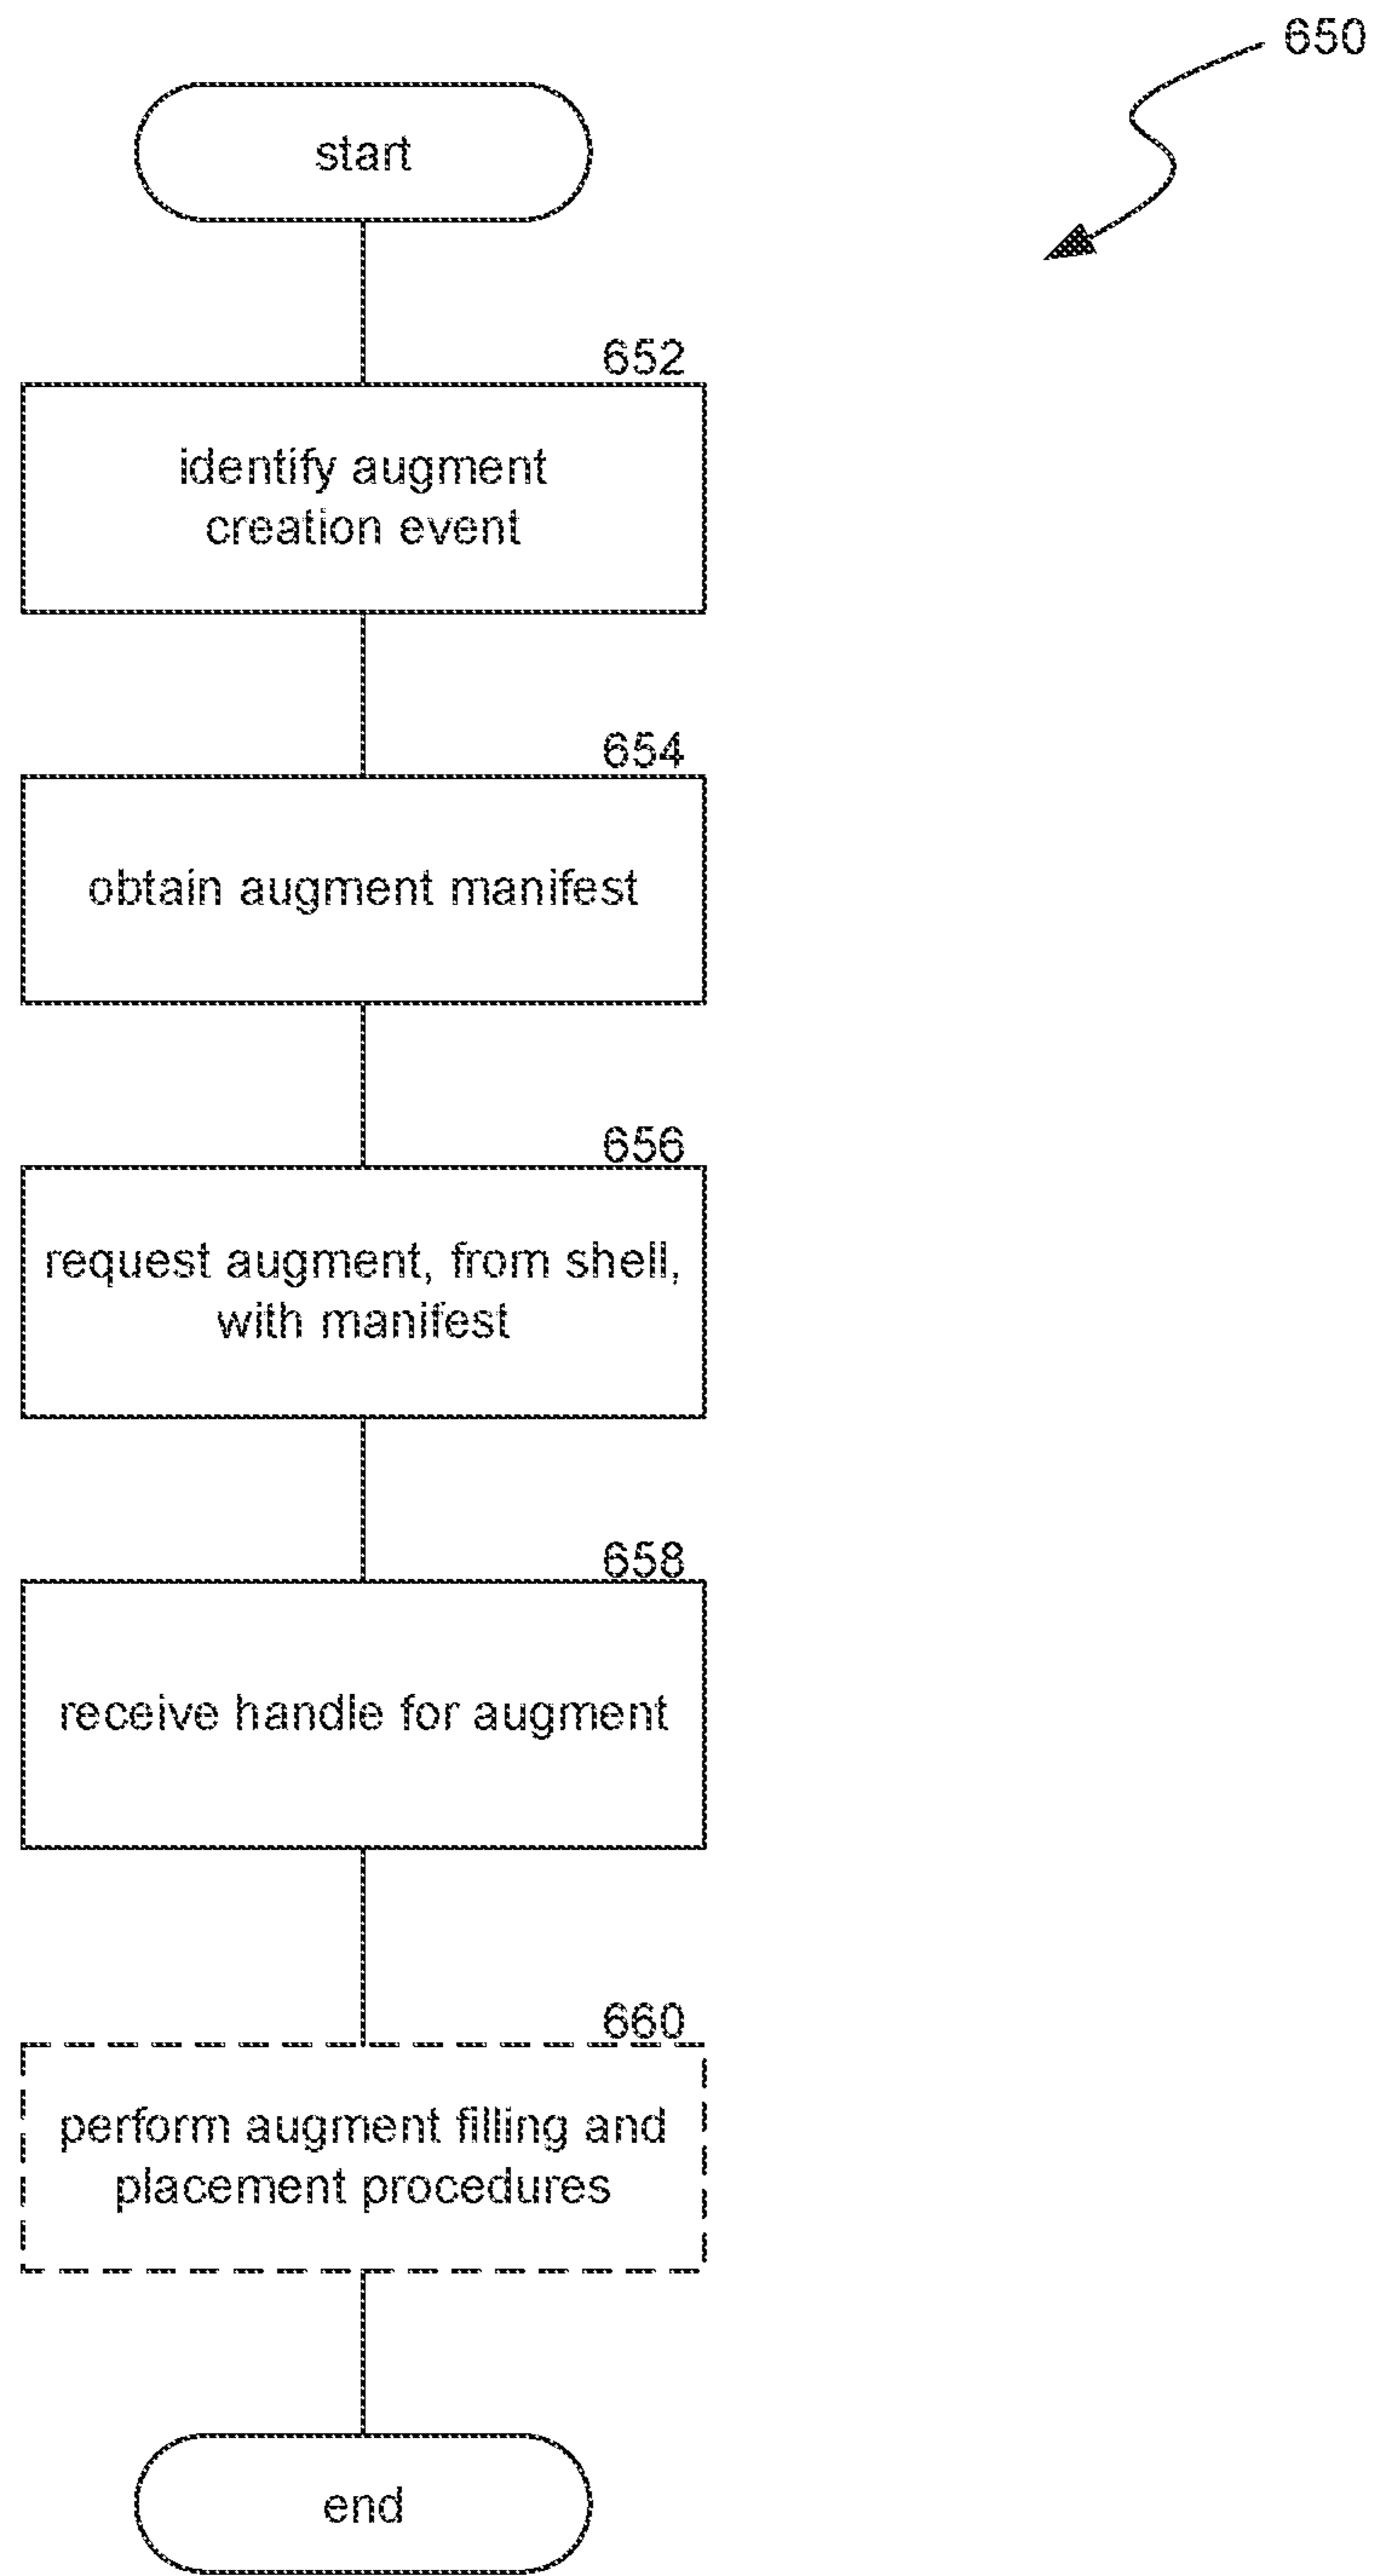 650
start
652
identify augment
creation event
654
obtain augment manifest
656
request augment, from shell,
with manifest
658
receive handle for augment
660
perform augment filling and
placement procedures
end